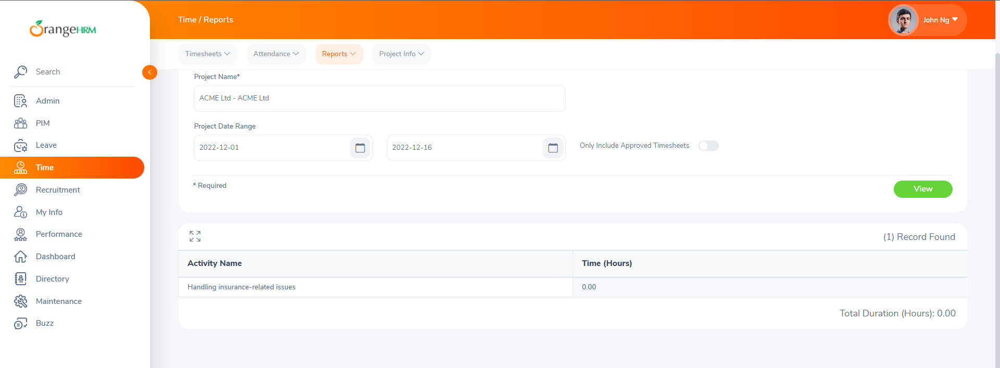 OrangeHRM
Time / Reports
John Ng
Timesheets
Attendance
Reports
Project Info
Search
Admin
PIM
Leave
Time
Recruitment
My Info
Performance
Dashboard
Directory
Maintenance
Buzz
Project Name*
ACME Ltd - ACME Ltd
Project Date Range
2022-12-01
2022-12-16
Only Include Approved Timesheets
* Required
View
(1) Record Found
Activity Name
Time (Hours)
Handling insurance-related issues
0.00
Total Duration (Hours): 0.00